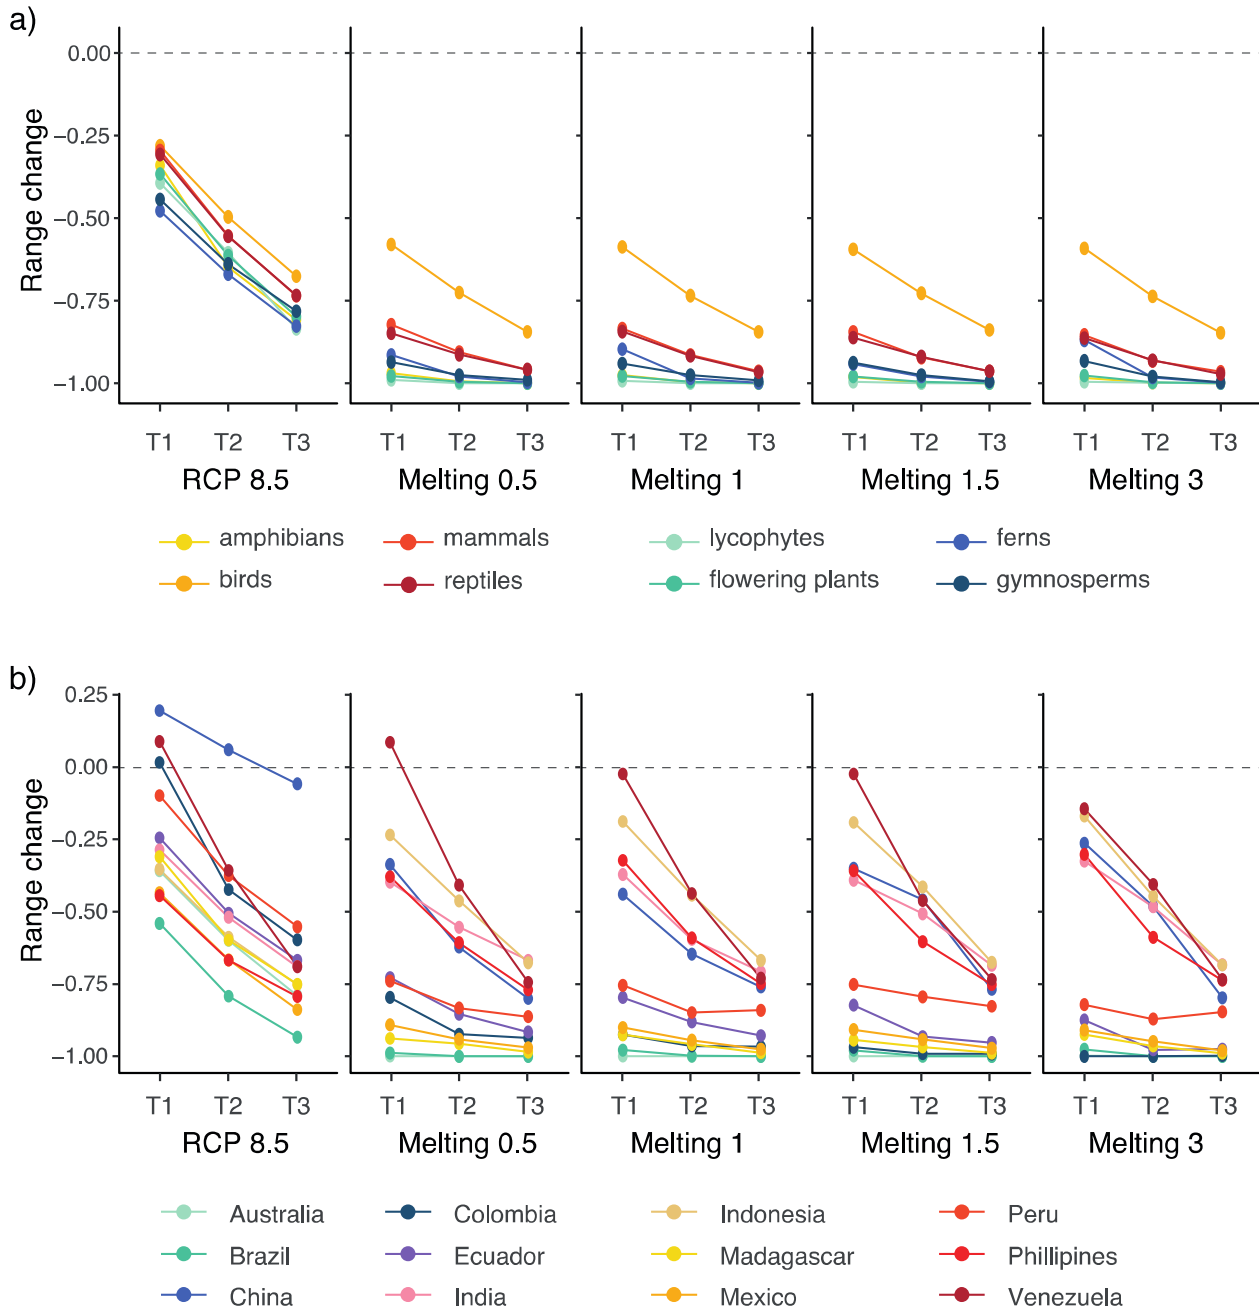 a)
0.00
−0.25
−0.50
−0.75
−1.00
Range change
T1 T2 T3 T1 T2 T3 T1 T2 T3 T1 T2 T3 T1 T2 T3
RCP 8.5 Melting 0.5 Melting 1 Melting 1.5 Melting 3
amphibians mammals lycophytes ferns
birds reptiles flowering plants gymnosperms
b)
0.25
0.00
−0.25
−0.50
−0.75
−1.00
Range change
T1 T2 T3 T1 T2 T3 T1 T2 T3 T1 T2 T3 T1 T2 T3
RCP 8.5 Melting 0.5 Melting 1 Melting 1.5 Melting 3
Australia Colombia Indonesia Peru
Brazil Ecuador Madagascar Phillipines
China India Mexico Venezuela